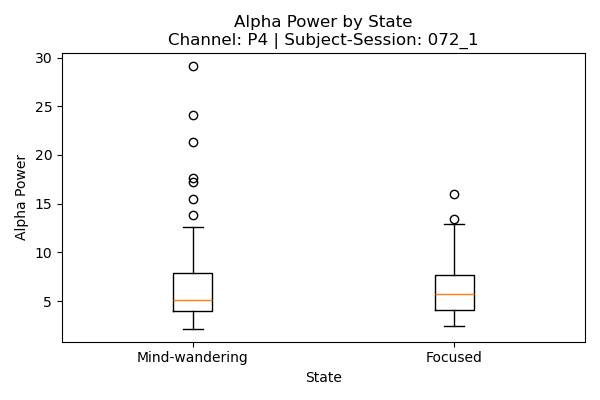 Alpha Power by State
Channel: P4 | Subject-Session: 072_1
30
25
20
15
10
5
Alpha Power
Mind-wandering
Focused
State